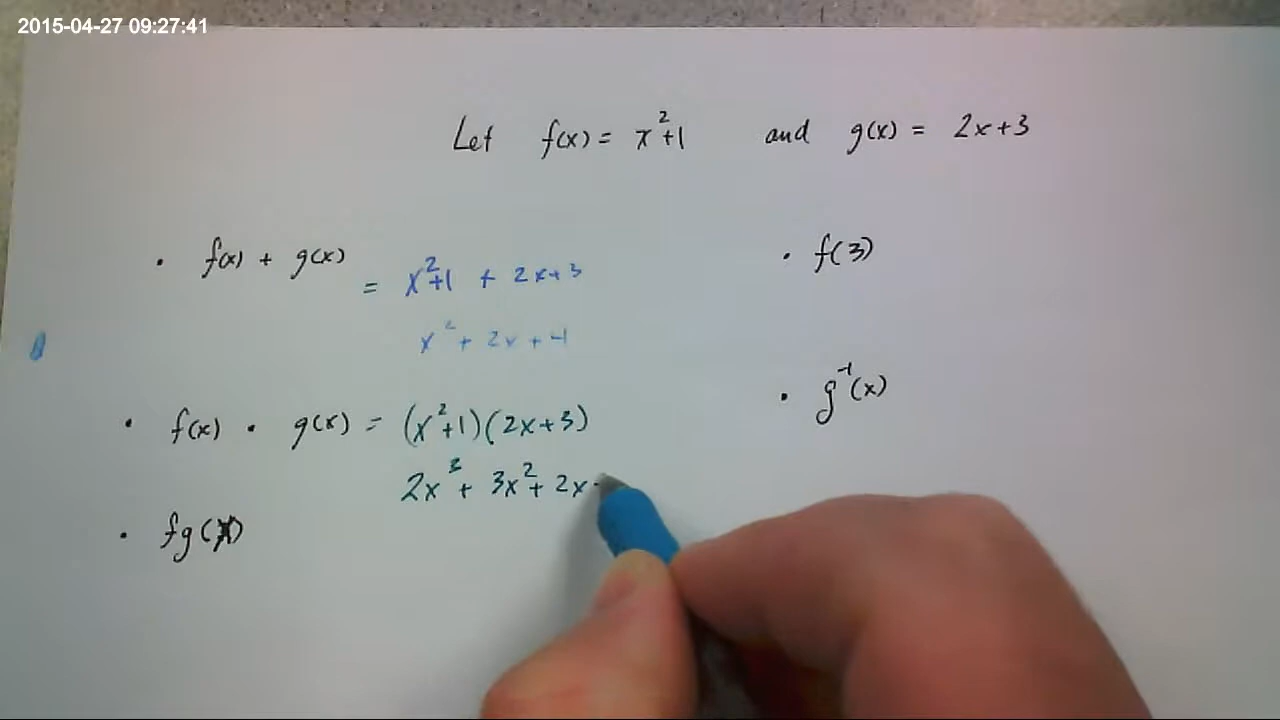 2015-04-27 09:27:41
Let f(x) = x²+1 and g(x) = 2x+3
• f(x) + g(x) = x²+1 + 2x+3
x² + 2x + 4
• f(x) • g(x) = (x²+1)(2x+3)
2x³ + 3x² + 2x
• fg(x)
• f(3)
• g⁻¹(x)